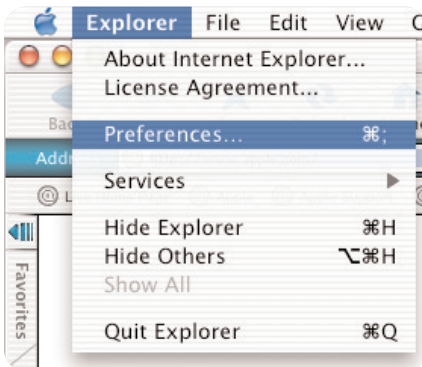 Explorer File Edit View
About Internet Explorer...
License Agreement...
Preferences... ⌘;
Services
Hide Explorer ⌘H
Hide Others ⌥⌘H
Show All
Quit Explorer ⌘Q
Favorites